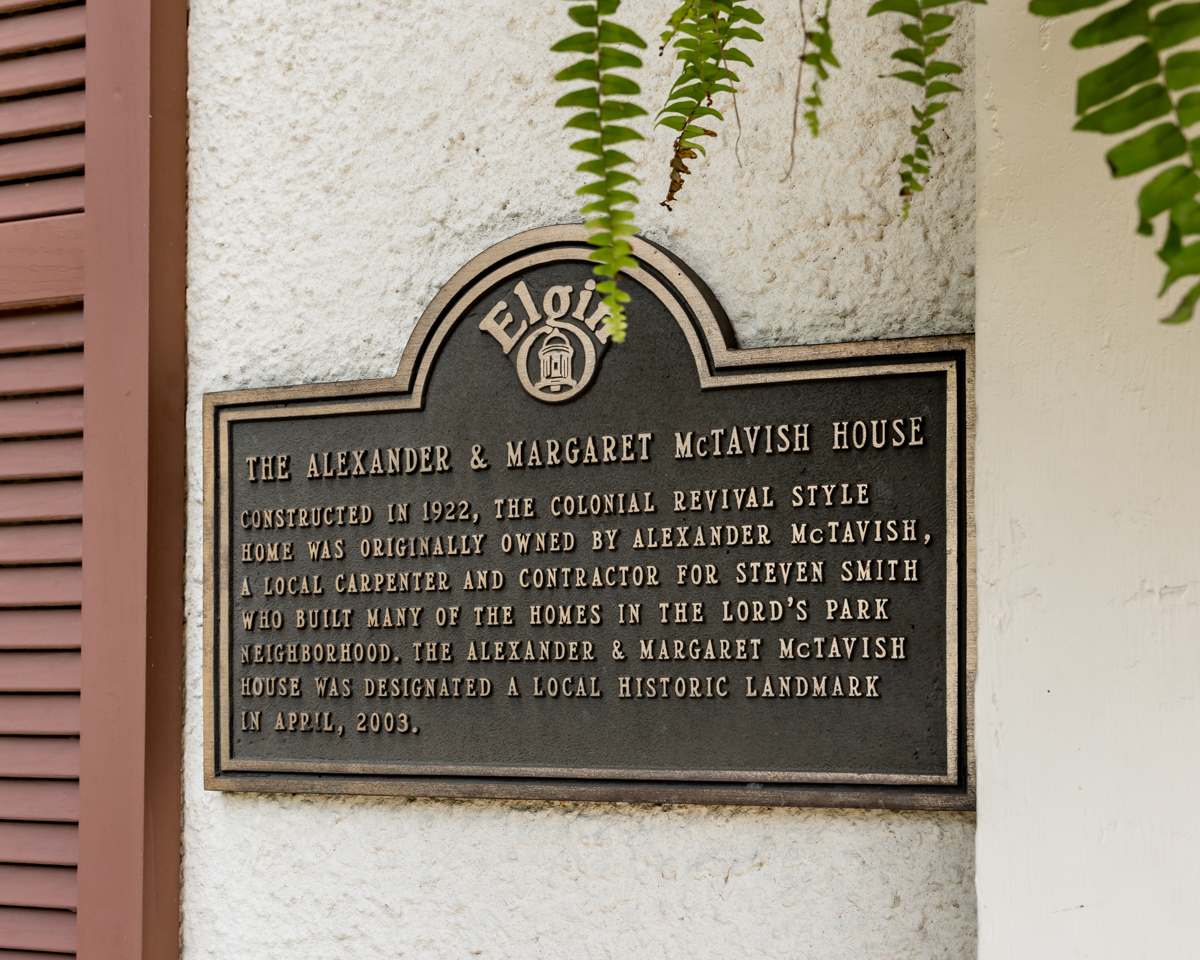 Elgin
THE ALEXANDER & MARGARET McTAVISH HOUSE
CONSTRUCTED IN 1922, THE COLONIAL REVIVAL STYLE
HOME WAS ORIGINALLY OWNED BY ALEXANDER McTAVISH,
A LOCAL CARPENTER AND CONTRACTOR FOR STEVEN SMITH
WHO BUILT MANY OF THE HOMES IN THE LORD'S PARK
NEIGHBORHOOD. THE ALEXANDER & MARGARET McTAVISH
HOUSE WAS DESIGNATED A LOCAL HISTORIC LANDMARK
IN APRIL, 2003.